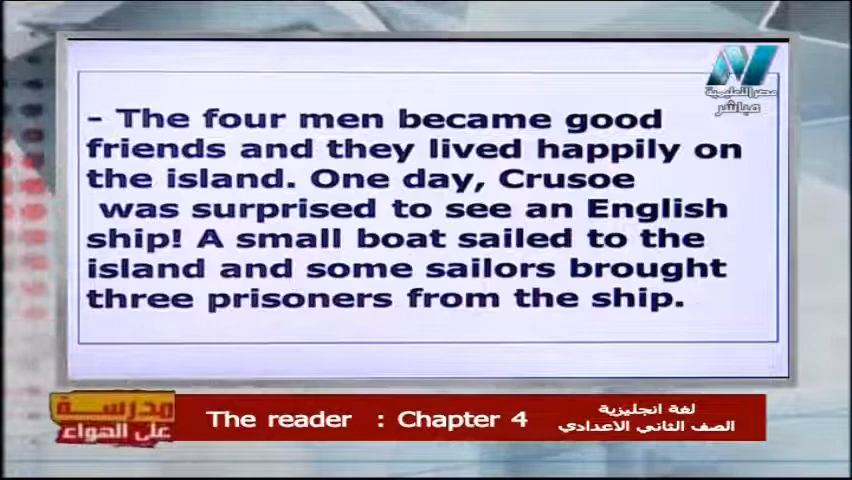 مصر التعليمية
مباشر
- The four men became good
friends and they lived happily on
the island. One day, Crusoe
was surprised to see an English
ship! A small boat sailed to the
island and some sailors brought
three prisoners from the ship.
مدرسة
على الهواء
The reader : Chapter 4
لغة انجليزية
الصف الثاني الاعدادي